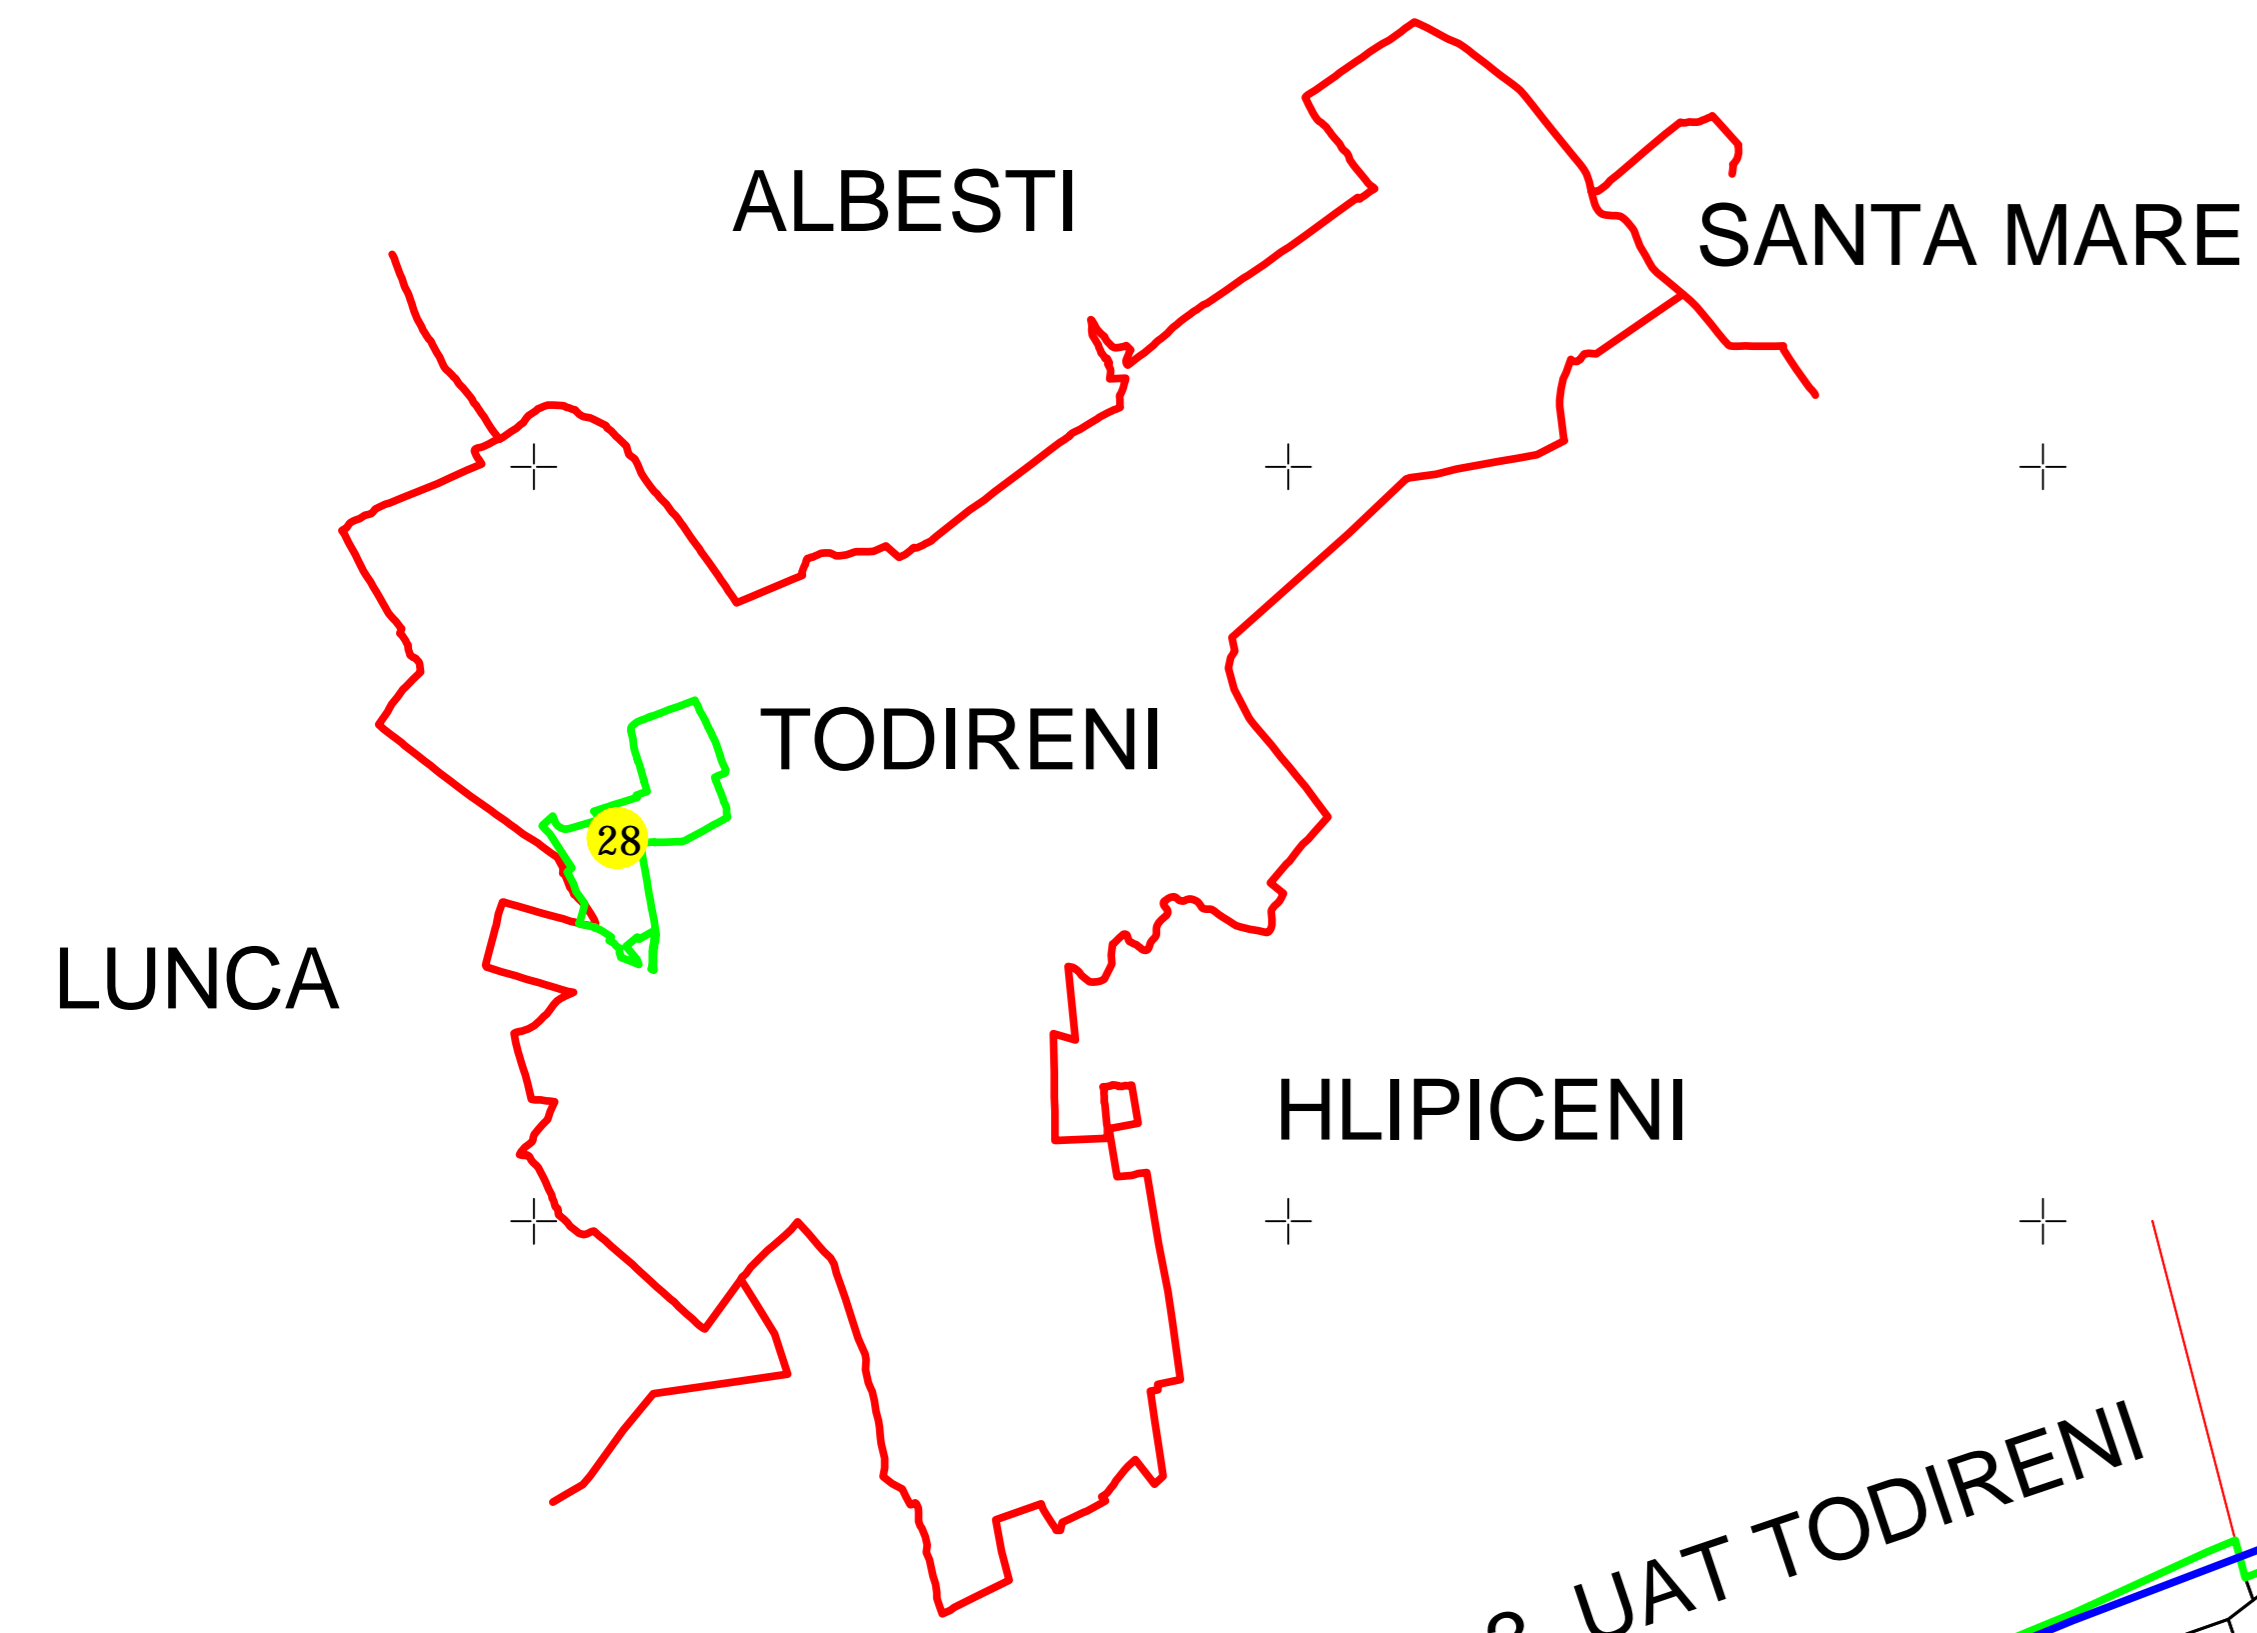 ALBESTI
SANTA MARE
TODIRENI
28
LUNCA
HLIPICENI
UAT TODIRENI